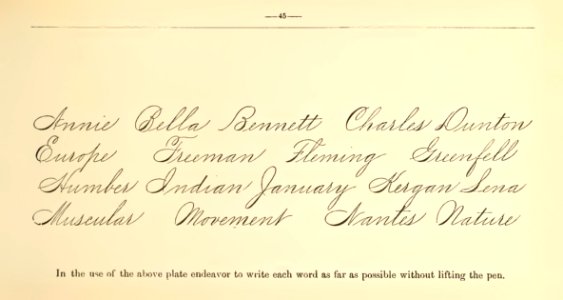 —45—
Annie Bella Bennett Charles Dunton
Europe Freeman Fleming Greenfell
Humber Indian January Kergan Lena
Muscular Movement Nantes Nature
In the use of the above plate endeavor to write each word as far as possible without lifting the pen.